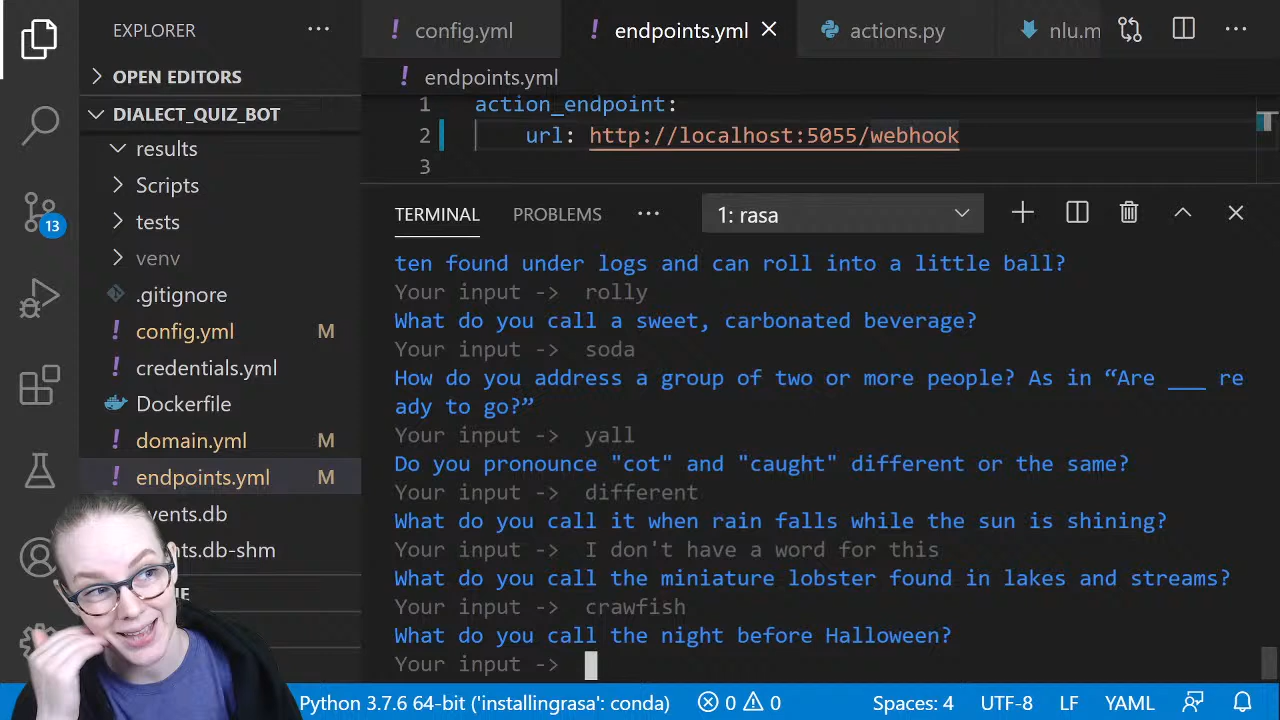 EXPLORER
OPEN EDITORS
DIALECT_QUIZ_BOT
results
Scripts
tests
venv
.gitignore
config.yml M
credentials.yml
Dockerfile
domain.yml M
endpoints.yml M
vents.db
nts.db-shm
13
config.yml
endpoints.yml
actions.py
nlu.m
endpoints.yml
1 action_endpoint:
2 url: http://localhost:5055/webhook
3
TERMINAL PROBLEMS 1: rasa
ten found under logs and can roll into a little ball?
Your input -> rolly
What do you call a sweet, carbonated beverage?
Your input -> soda
How do you address a group of two or more people? As in “Are ___ re
ady to go?”
Your input -> yall
Do you pronounce "cot" and "caught" different or the same?
Your input -> different
What do you call it when rain falls while the sun is shining?
Your input -> I don't have a word for this
What do you call the miniature lobster found in lakes and streams?
Your input -> crawfish
What do you call the night before Halloween?
Your input ->
Python 3.7.6 64-bit ('installingrasa': conda) 0 0 Spaces: 4 UTF-8 LF YAML